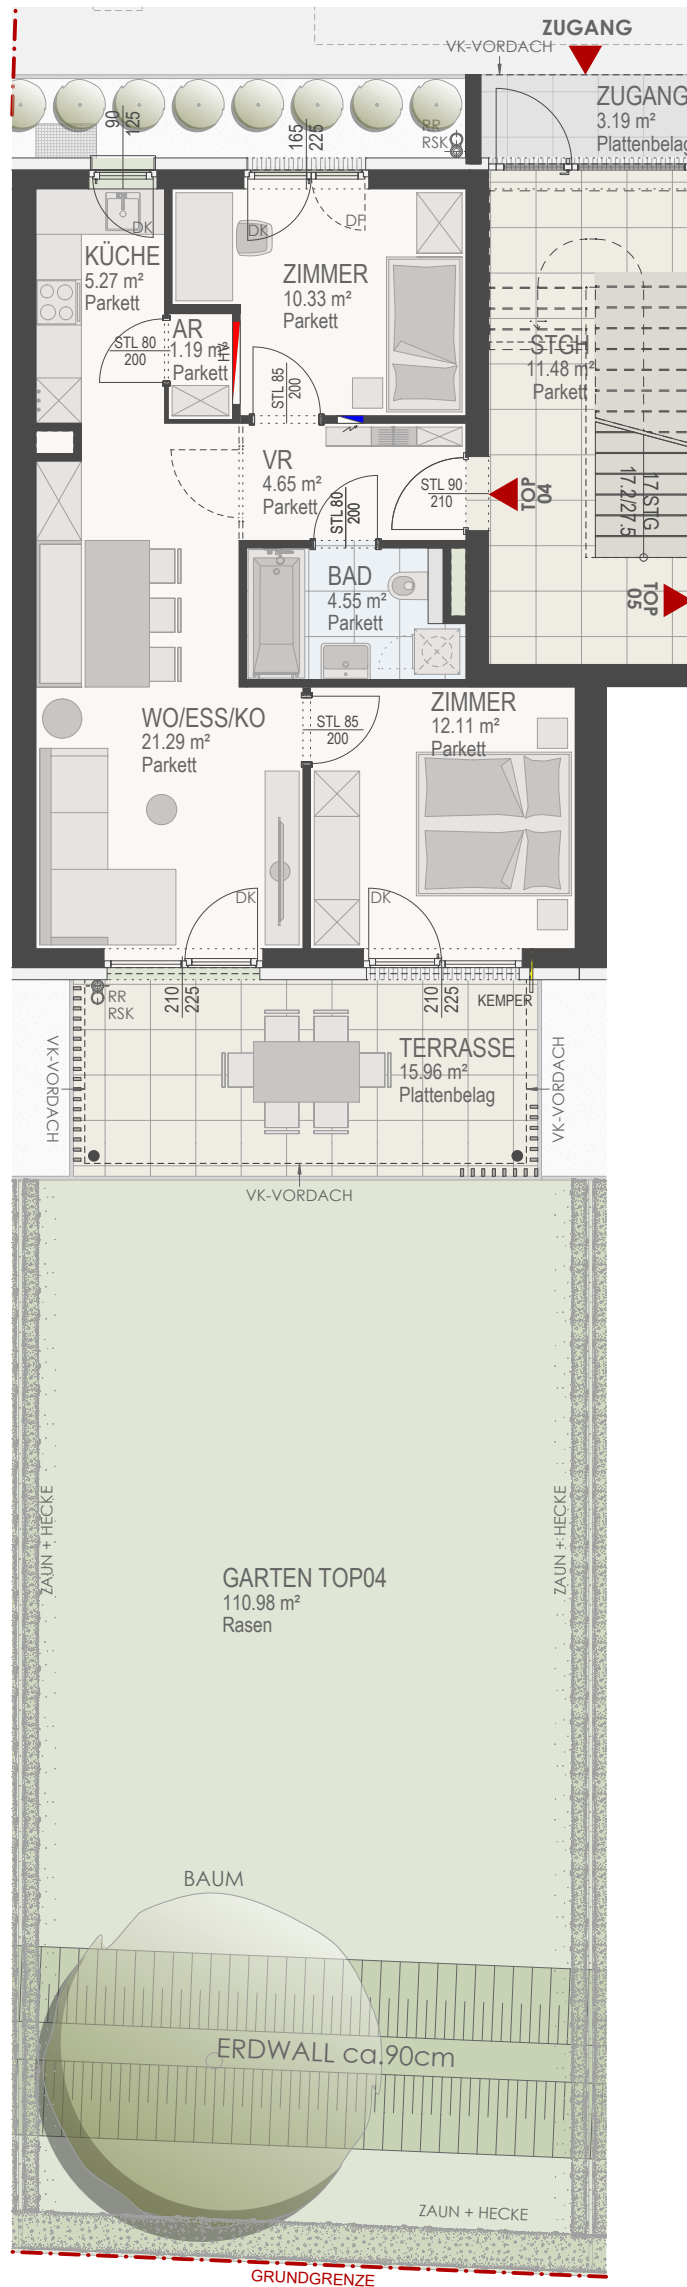 ZUGANG
VK-VORDACH
ZUGANG
3.19 m²
Plattenbelag
90
125
165
225
RR
RSK
DK
DK
DF
KÜCHE
5.27 m²
Parkett
ZIMMER
10.33 m²
Parkett
AR
1.19 m²
Parkett
HV
STL 80
200
STL 85
200
STGH
11.48 m²
Parkett
VR
4.65 m²
Parkett
STL 80
200
STL 90
210
TOP
04
17 STG
17.2/27.5
TOP
05
BAD
4.55 m²
Parkett
WO/ESS/KO
21.29 m²
Parkett
STL 85
200
ZIMMER
12.11 m²
Parkett
DK
DK
RR
RSK
210
225
210
225
KEMPER
VK-VORDACH
TERRASSE
15.96 m²
Plattenbelag
VK-VORDACH
VK-VORDACH
ZAUN + HECKE
ZAUN + HECKE
GARTEN TOP04
110.98 m²
Rasen
BAUM
ERDWALL ca.90cm
ZAUN + HECKE
GRUNDGRENZE